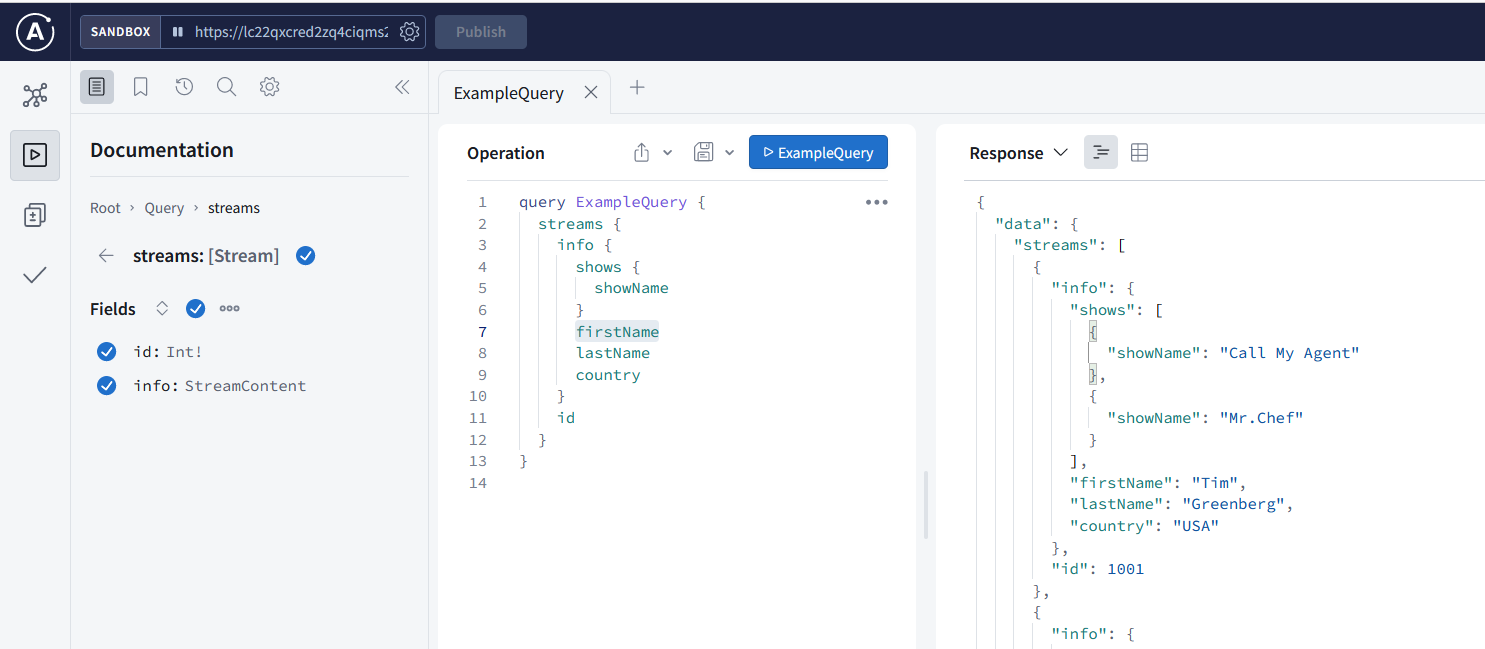 SANDBOX https://lc22qxcred2zq4ciqms2 Publish
ExampleQuery
Documentation
Root › Query › streams
streams: [Stream]
Fields
id: Int!
info: StreamContent
Operation
ExampleQuery
1 query ExampleQuery {
2 streams {
3 info {
4 shows {
5 showName
6 }
7 firstName
8 lastName
9 country
10 }
11 id
12 }
13 }
14
Response
{
"data": {
"streams": [
{
"info": {
"shows": [
{
"showName": "Call My Agent"
},
{
"showName": "Mr.Chef"
}
],
"firstName": "Tim",
"lastName": "Greenberg",
"country": "USA"
},
"id": 1001
},
{
"info": {